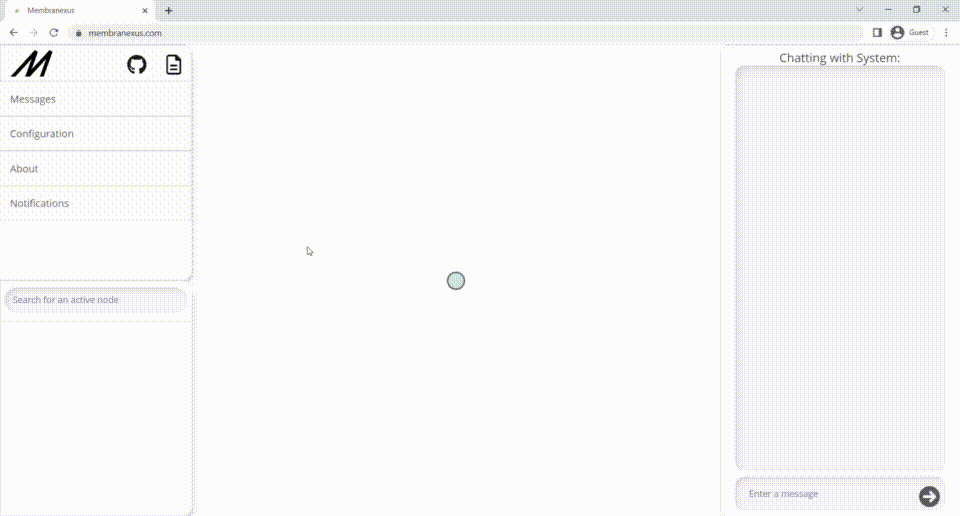 Membranexus
membranexus.com
Guest
M
Messages
Configuration
About
Notifications
Search for an active node
Chatting with System:
Enter a message